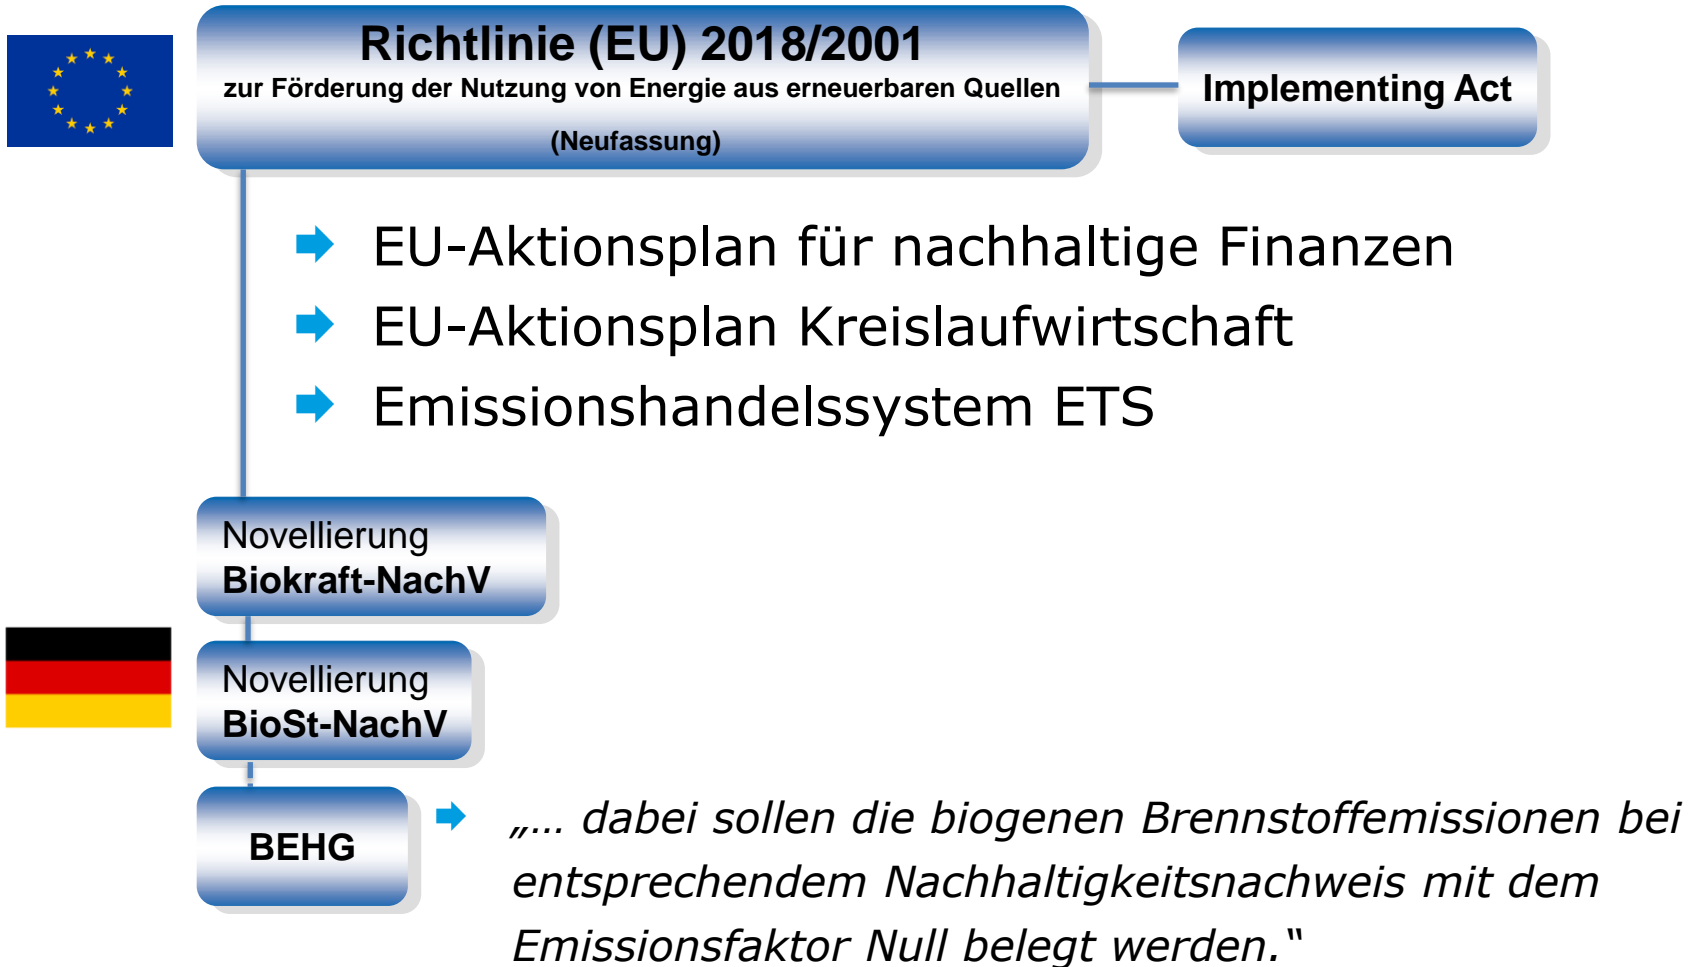 Richtlinie (EU) 2018/2001
zur Förderung der Nutzung von Energie aus erneuerbaren Quellen
(Neufassung)
Implementing Act
EU-Aktionsplan für nachhaltige Finanzen
EU-Aktionsplan Kreislaufwirtschaft
Emissionshandelssystem ETS
Novellierung
Biokraft-NachV
Novellierung
BioSt-NachV
BEHG
„… dabei sollen die biogenen Brennstoffemissionen bei
entsprechendem Nachhaltigkeitsnachweis mit dem
Emissionsfaktor Null belegt werden.“